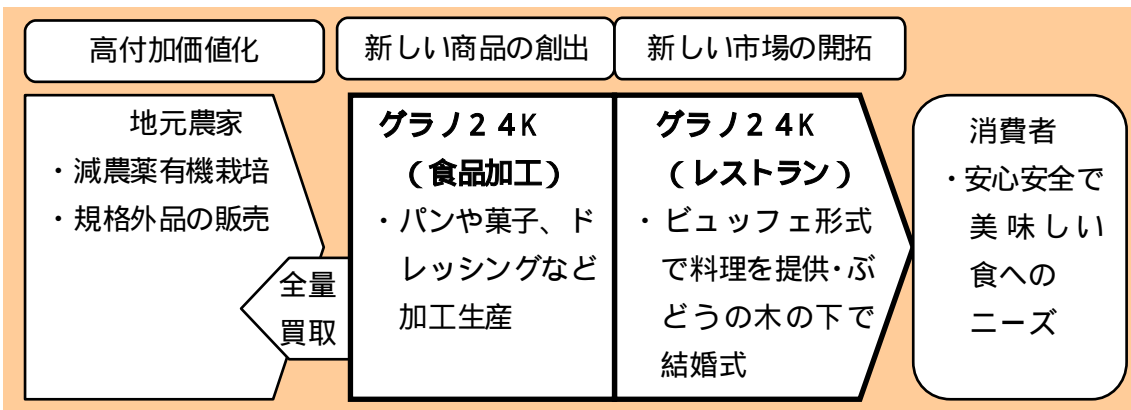 高付加価値化
新しい商品の創出
新しい市場の開拓
地元農家
・減農薬有機栽培
・規格外品の販売
全量
買取
グラノ２４K
（食品加工）
・パンや菓子、ド
レッシングなど
加工生産
グラノ２４K
（レストラン）
・ビュッフェ形式
で料理を提供・ぶ
どうの木の下で
結婚式
消費者
・安心安全で
美味しい
食への
ニーズ